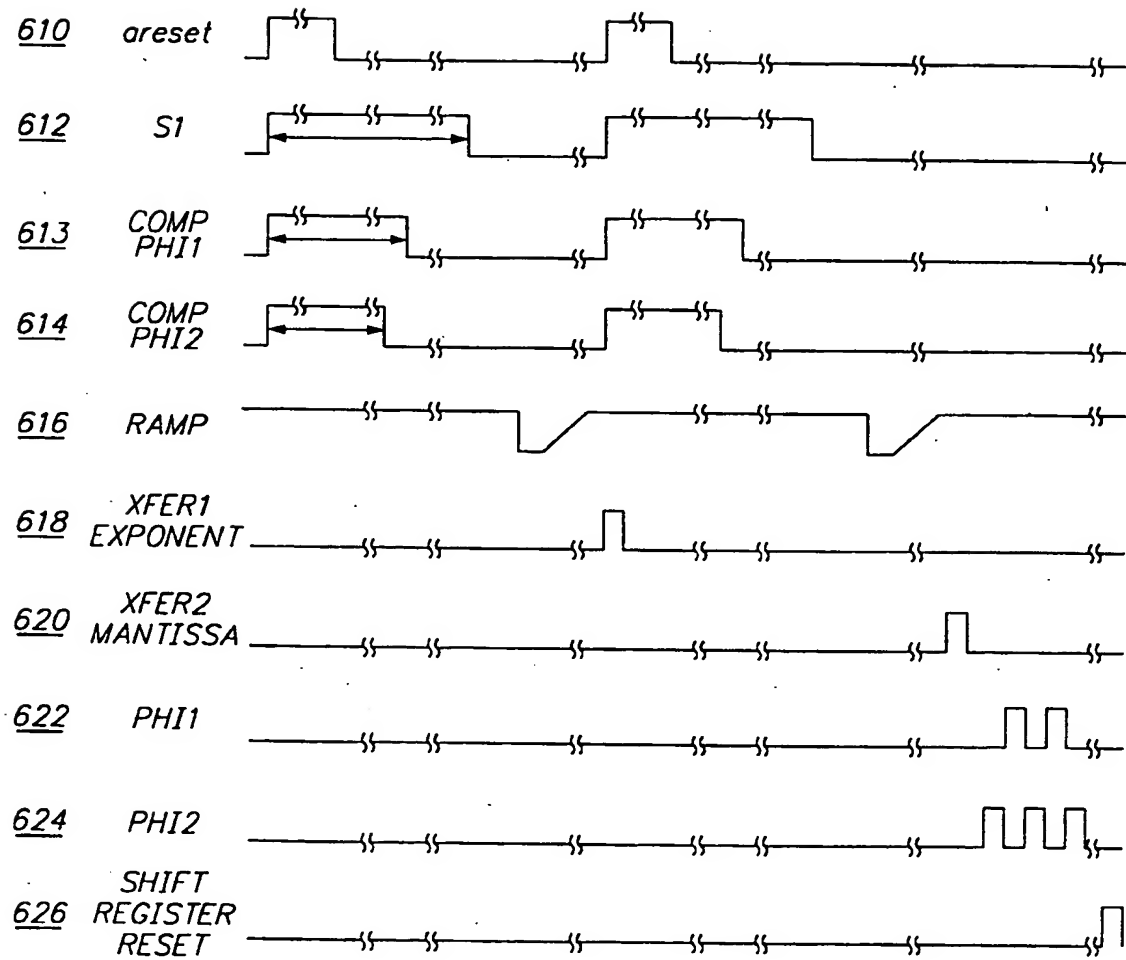 610 areset
612 S1
613 COMP
PHI1
614 COMP
PHI2
616 RAMP
618 XFER1
EXPONENT
620 XFER2
MANTISSA
622 PHI1
624 PHI2
626 SHIFT
REGISTER
RESET